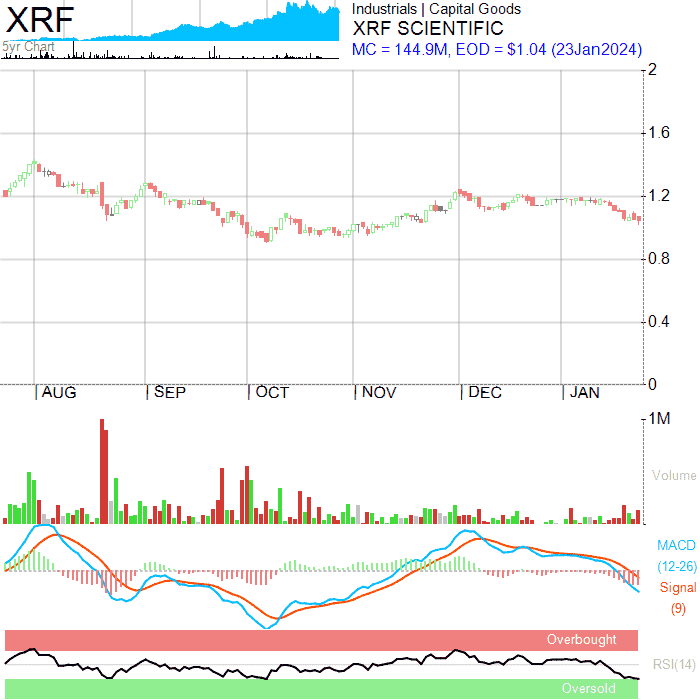 XRF
5yr Chart
Industrials | Capital Goods
XRF SCIENTIFIC
MC = 144.9M, EOD = $1.04 (23Jan2024)
2
1.6
1.2
0.8
0.4
0
AUG SEP OCT NOV DEC JAN
1M
Volume
MACD
(12-26)
Signal
(9)
Overbought
RSI(14)
Oversold